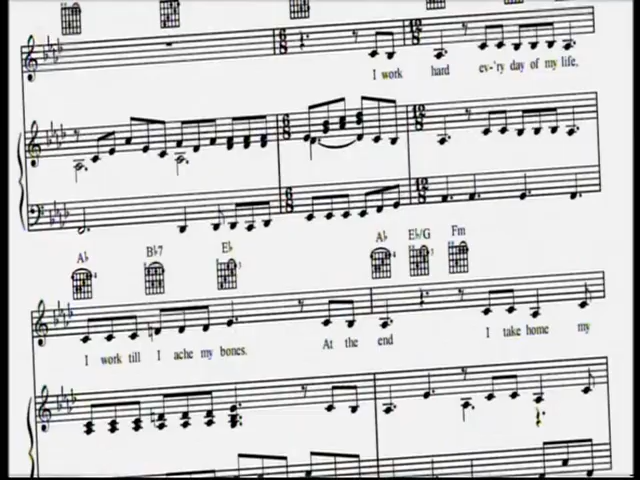 I work hard ev-'ry day of my life,
A♭ B♭7 E♭ A♭ E♭/G Fm
I work till I ache my bones. At the end I take home my